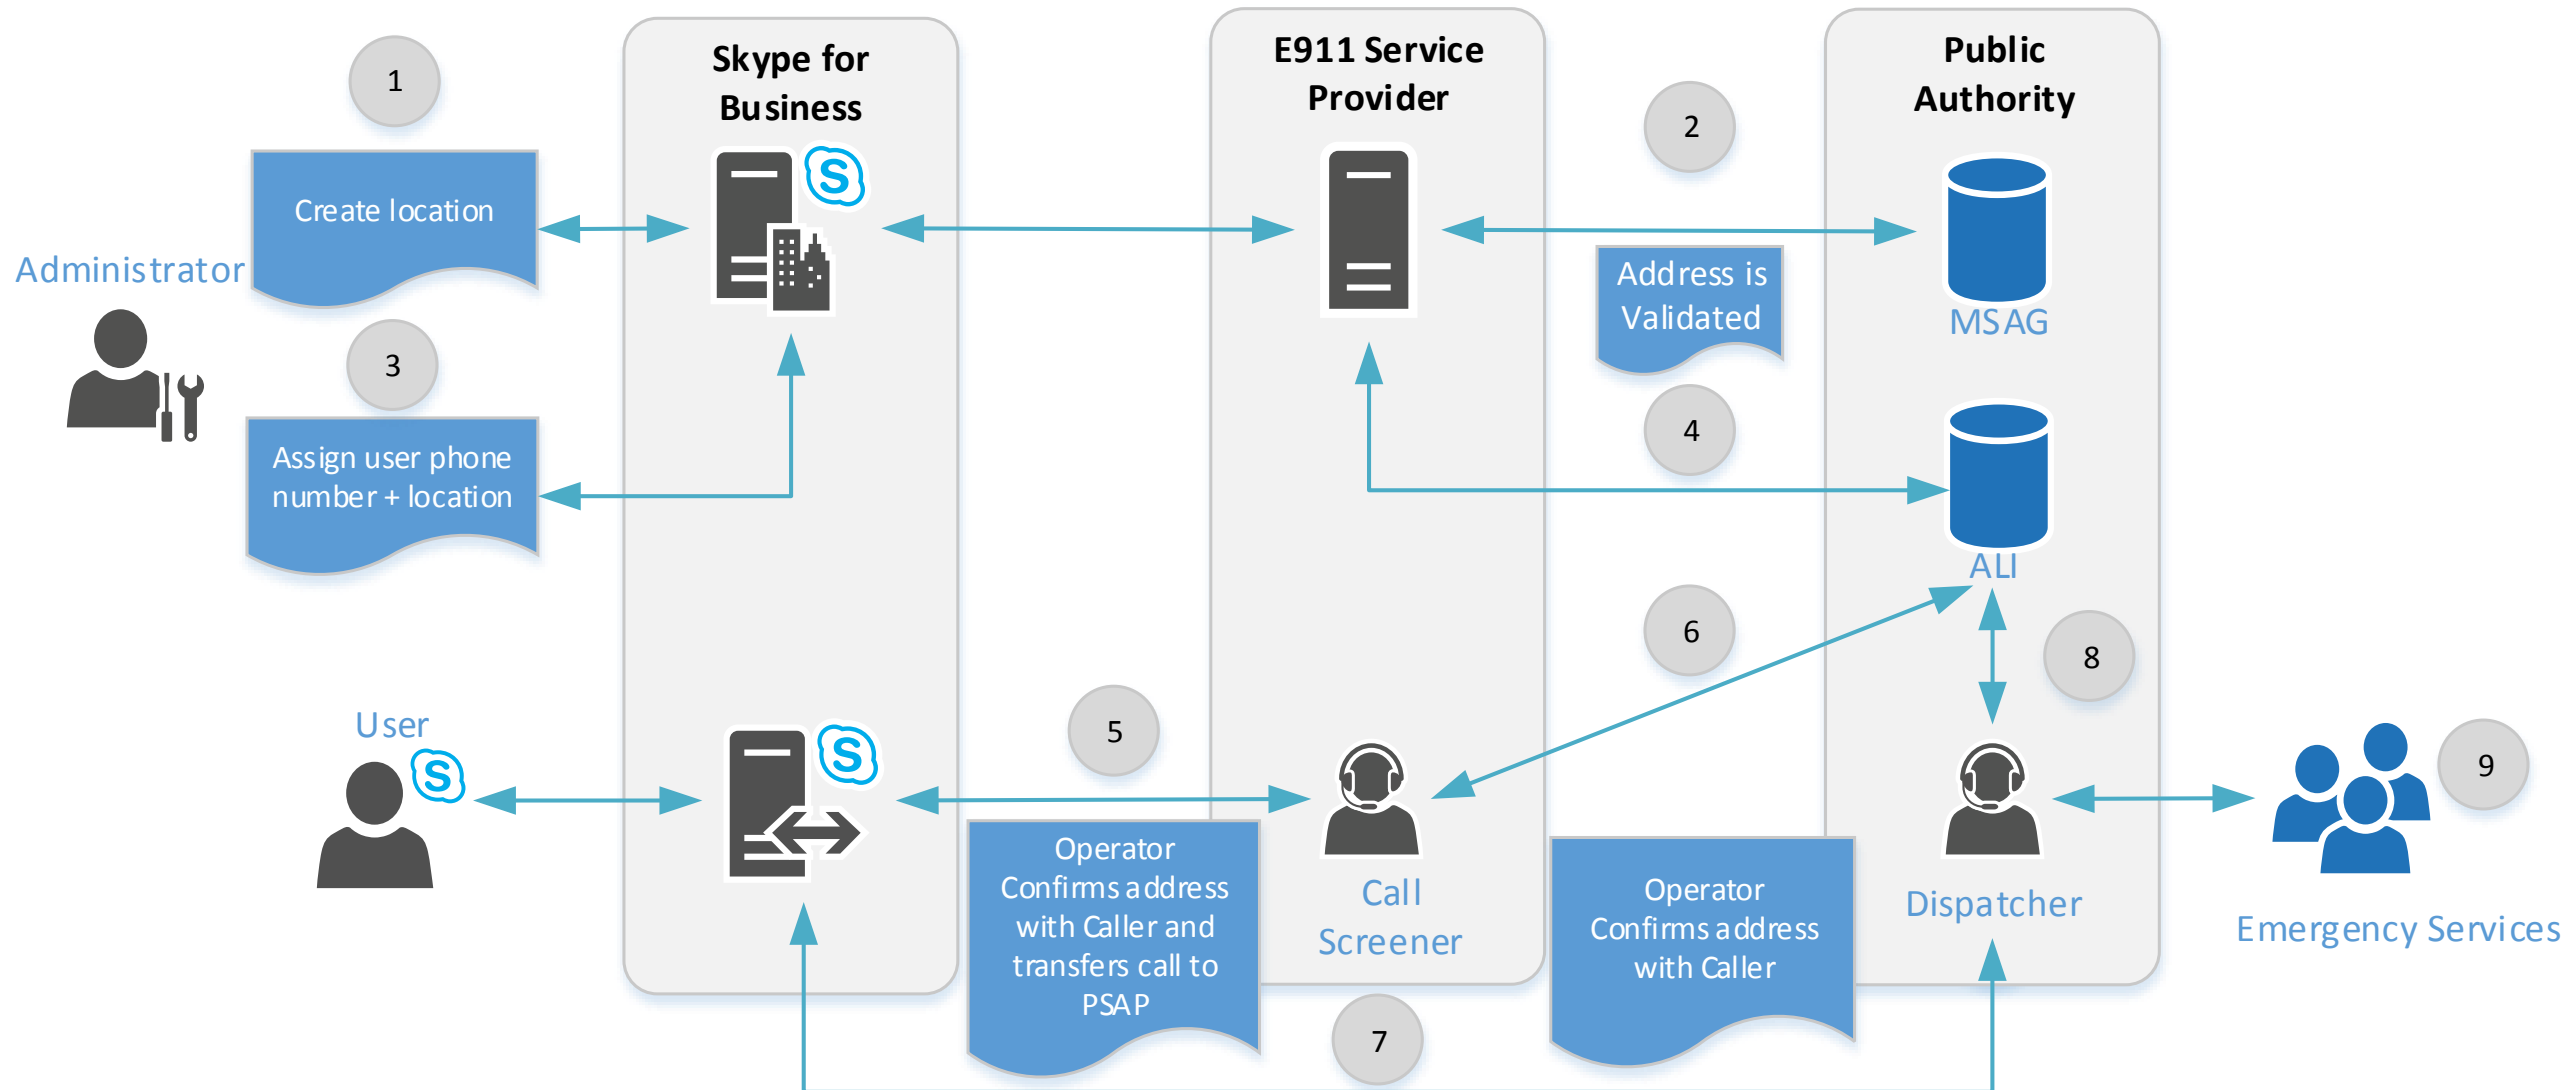 Skype for
Business
E911 Service
Provider
Public
Authority
1
2
Create location
Administrator
Address is
Validated
MSAG
3
4
Assign user phone
number + location
ALI
6
8
User
5
9
Operator
Confirms address
with Caller and
transfers call to
PSAP
Call
Screener
Operator
Confirms address
with Caller
Dispatcher
Emergency Services
7